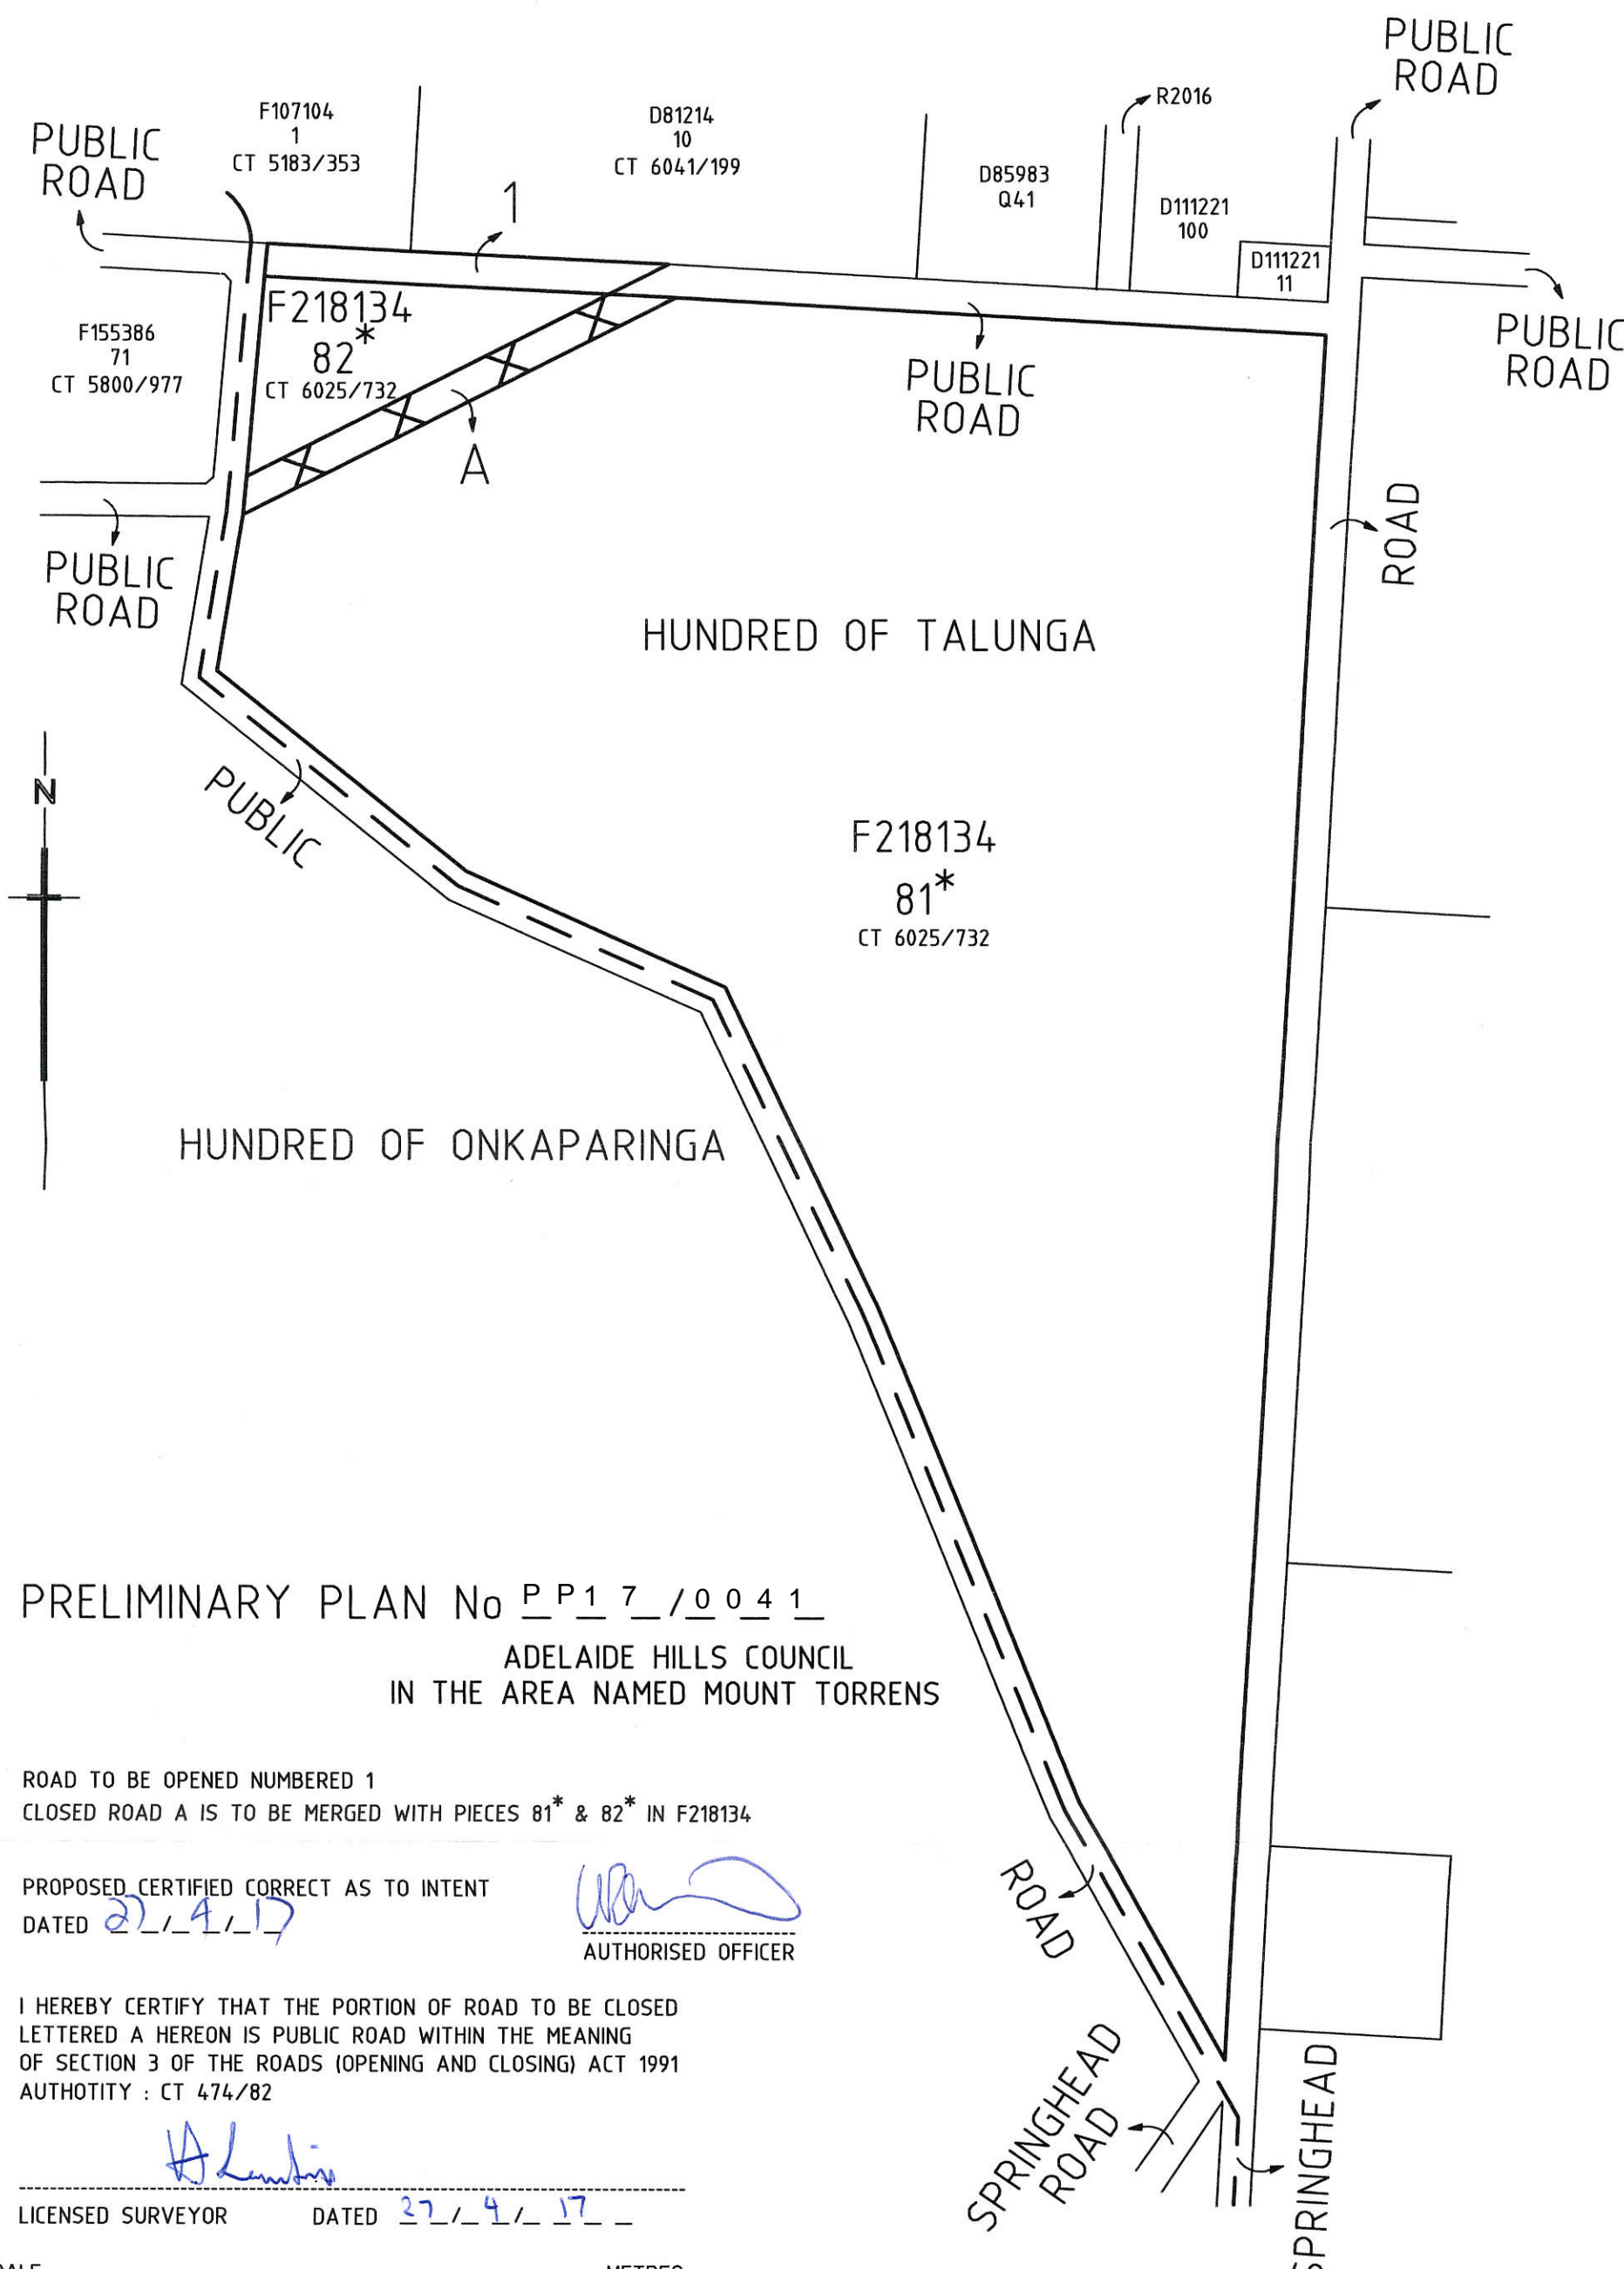 PUBLIC
ROAD
PUBLIC
ROAD
F107104
1
CT 5183/353
D81214
10
CT 6041/199
R2016
D85983
Q41
D111221
100
D111221
11
1
PUBLIC
ROAD
F155386
71
CT 5800/977
F218134
82*
CT 6025/732
A
PUBLIC
ROAD
ROAD
PUBLIC
ROAD
HUNDRED OF TALUNGA
N
PUBLIC
F218134
81*
CT 6025/732
HUNDRED OF ONKAPARINGA
PRELIMINARY PLAN No PP17/0041
ADELAIDE HILLS COUNCIL
IN THE AREA NAMED MOUNT TORRENS
ROAD TO BE OPENED NUMBERED 1
CLOSED ROAD A IS TO BE MERGED WITH PIECES 81* & 82* IN F218134
PROPOSED CERTIFIED CORRECT AS TO INTENT
DATED 27/4/17
AUTHORISED OFFICER
ROAD
I HEREBY CERTIFY THAT THE PORTION OF ROAD TO BE CLOSED
LETTERED A HEREON IS PUBLIC ROAD WITHIN THE MEANING
OF SECTION 3 OF THE ROADS (OPENING AND CLOSING) ACT 1991
AUTHOTITY : CT 474/82
LICENSED SURVEYOR DATED 27/4/17
SPRINGHEAD
ROAD
SPRINGHEAD